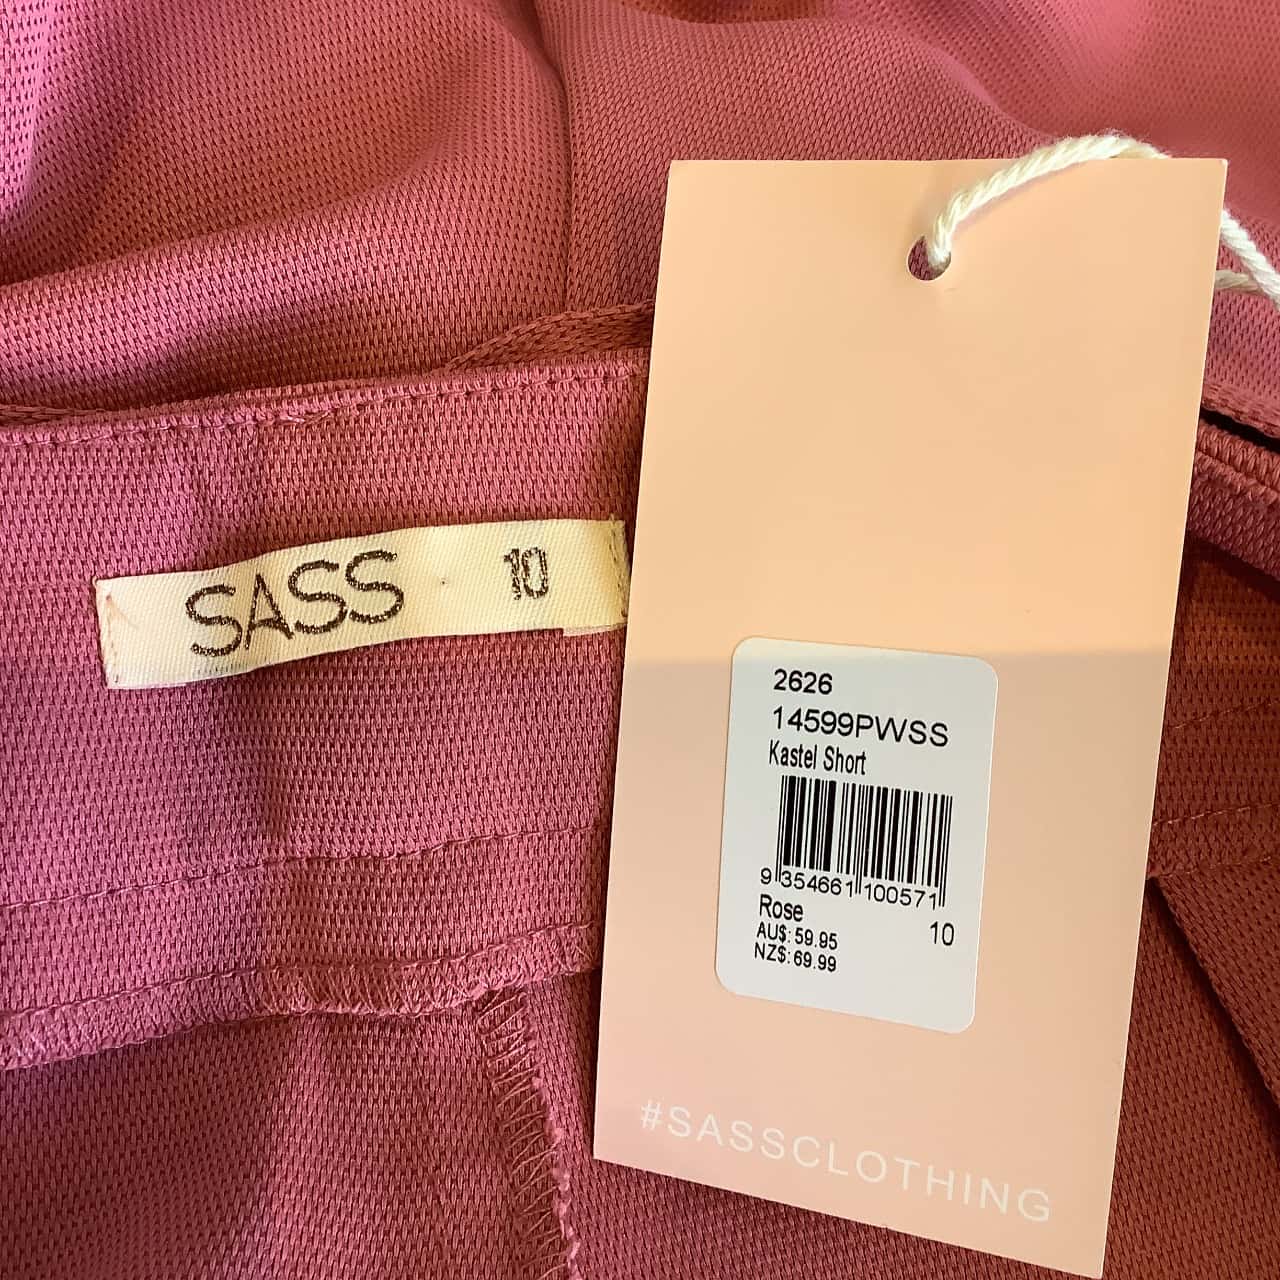 SASS 10
2626
14599PWSS
Kastel Short
9 354661 100571
Rose
10
AU$: 59.95
NZ$: 69.99
#SASSCLOTHING